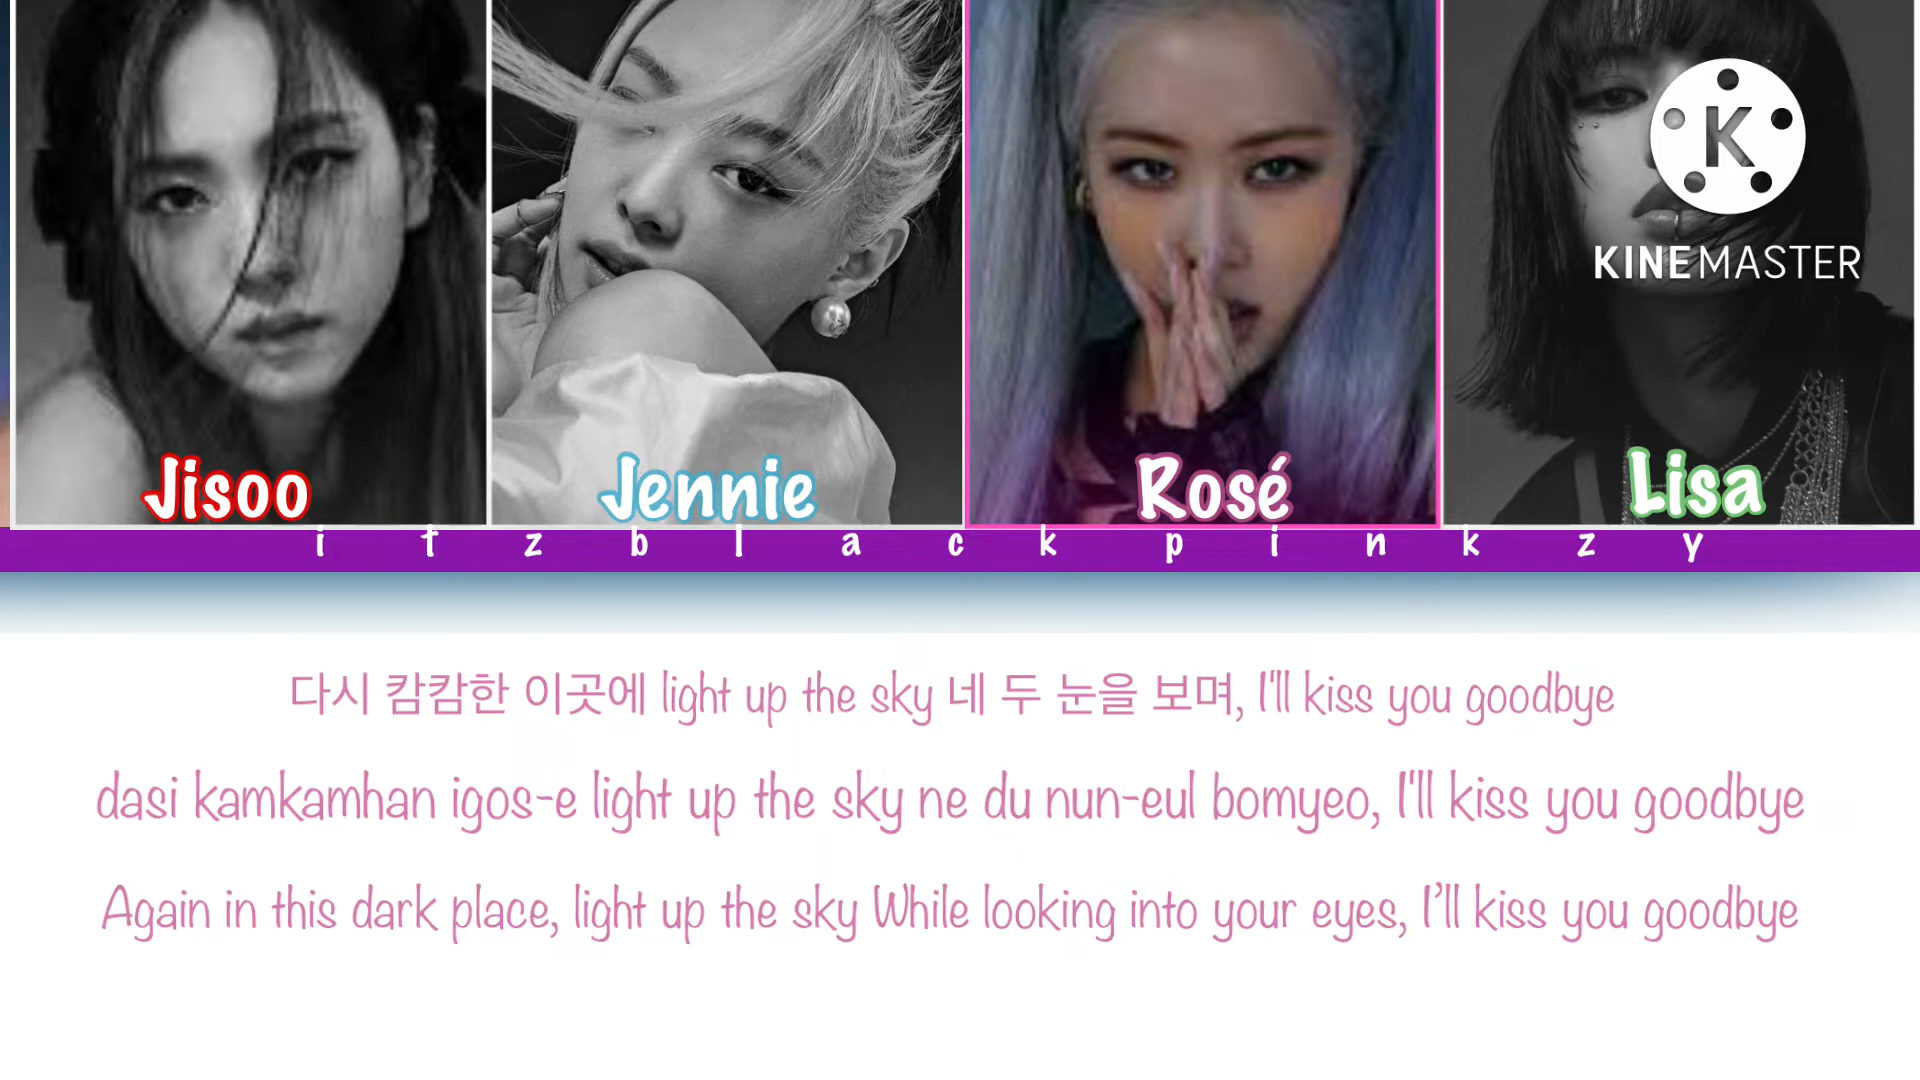 K
KINEMASTER
Jisoo
Jennie
Rosé
Lisa
i t z b l a c k p i n k z y
다시 캄캄한 이곳에 light up the sky 네 두 눈을 보며, I'll kiss you goodbye
dasi kamkamhan igos-e light up the sky ne du nun-eul bomyeo, I'll kiss you goodbye
Again in this dark place, light up the sky While looking into your eyes, I’ll kiss you goodbye